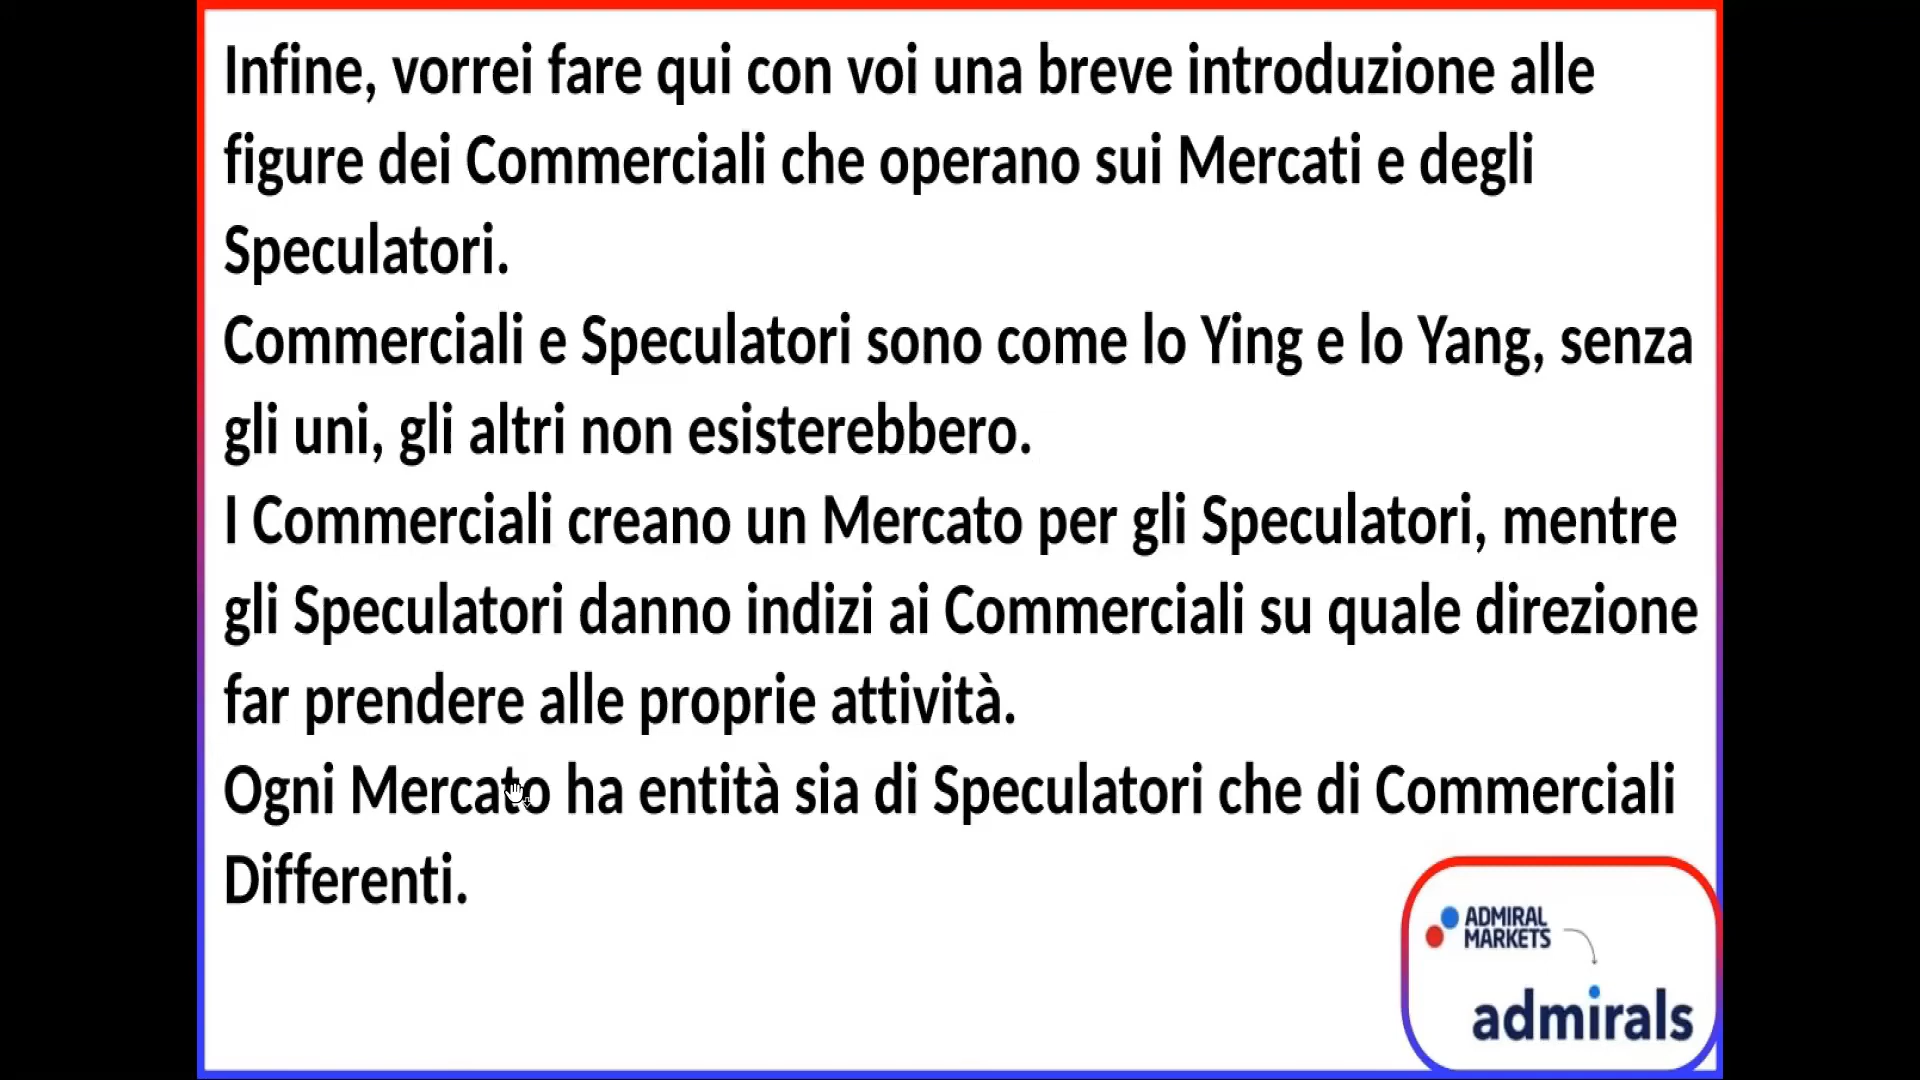 Infine, vorrei fare qui con voi una breve introduzione alle
figure dei Commerciali che operano sui Mercati e degli
Speculatori.
Commerciali e Speculatori sono come lo Ying e lo Yang, senza
gli uni, gli altri non esisterebbero.
I Commerciali creano un Mercato per gli Speculatori, mentre
gli Speculatori danno indizi ai Commerciali su quale direzione
far prendere alle proprie attività.
Ogni Mercato ha entità sia di Speculatori che di Commerciali
Differenti.
ADMIRAL
MARKETS
admirals